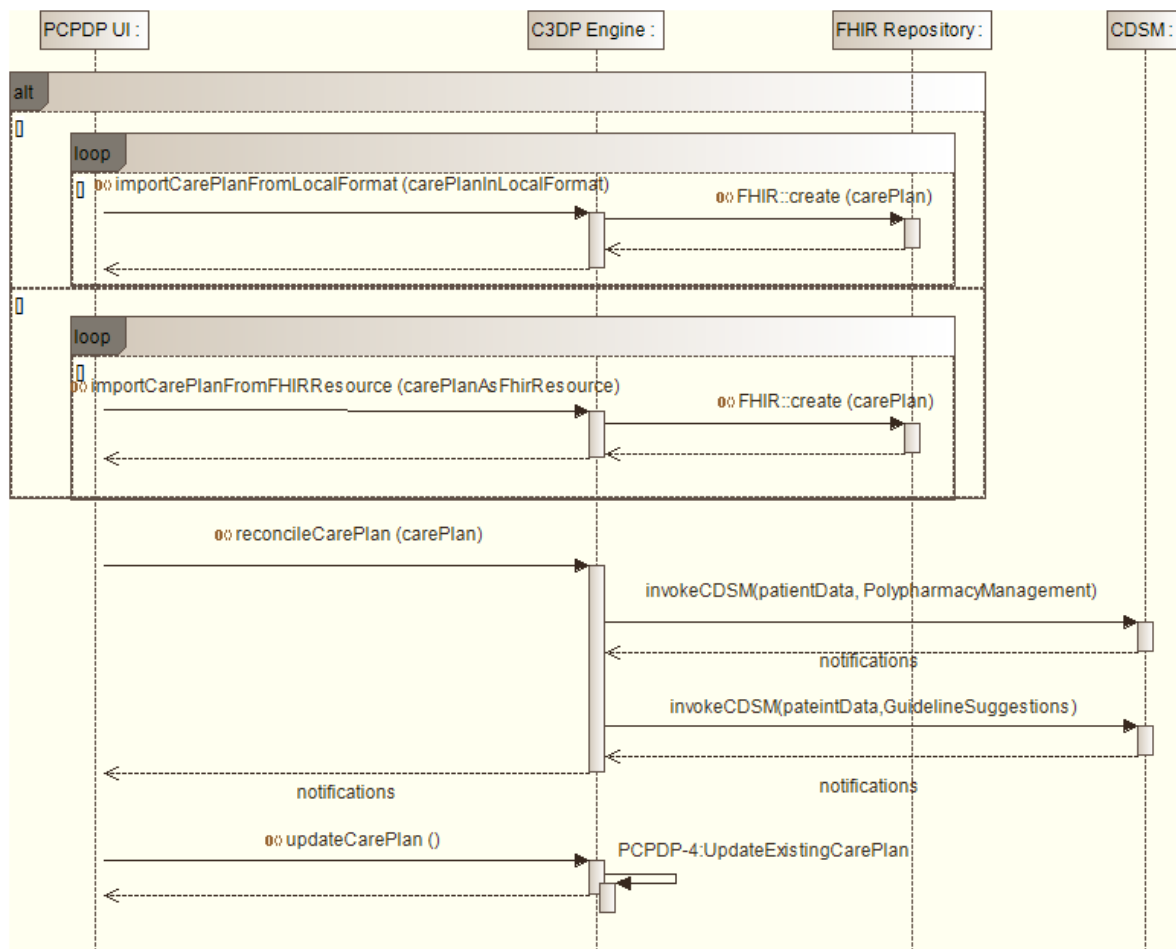 PCPDP UI :
C3DP Engine :
FHIR Repository :
CDSM :
alt
[]
loop
[]
importCarePlanFromLocalFormat (carePlanInLocalFormat)
FHIR::create (carePlan)
[]
loop
[]
importCarePlanFromFHIRResource (carePlanAsFhirResource)
FHIR::create (carePlan)
reconcileCarePlan (carePlan)
invokeCDSM(patientData, PolypharmacyManagement)
notifications
invokeCDSM(pateintData,GuidelineSuggestions)
notifications
notifications
updateCarePlan ()
PCPDP-4:UpdateExistingCarePlan